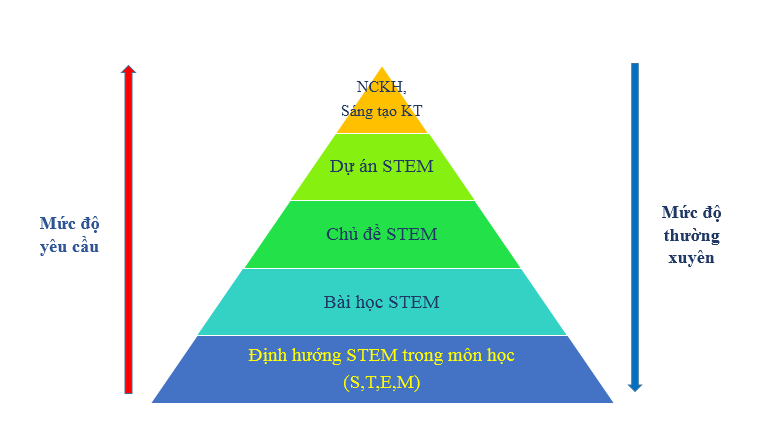 NCKH,
Sáng tạo KT
Dự án STEM
Chủ đề STEM
Bài học STEM
Định hướng STEM trong môn học
(S,T,E,M)
Mức độ
yêu cầu
Mức độ
thường
xuyên